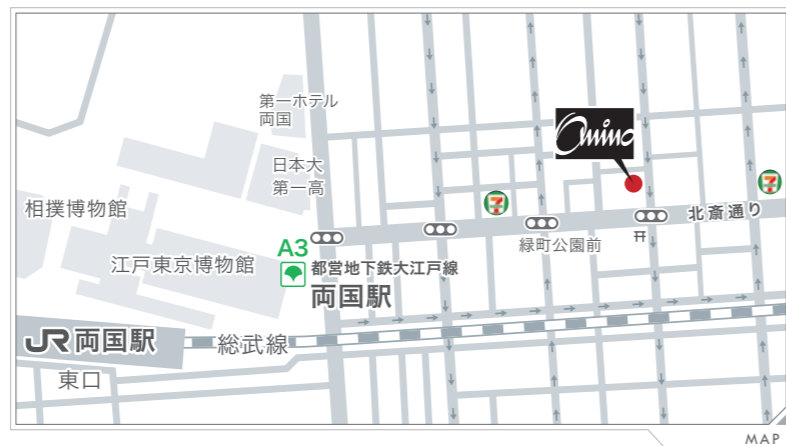 第一ホテル
両国
日本大
第一高
相撲博物館
江戸東京博物館
A3
都営地下鉄大江戸線
両国駅
JR両国駅
総武線
東口
Omino
7
7
北斎通り
緑町公園前
MAP